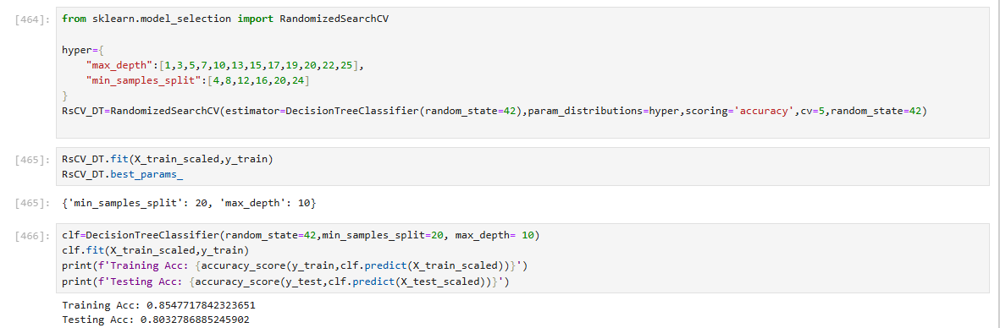 [464]:
from sklearn.model_selection import RandomizedSearchCV
hyper={
    "max_depth":[1,3,5,7,10,13,15,17,19,20,22,25],
    "min_samples_split":[4,8,12,16,20,24]
}
RsCV_DT=RandomizedSearchCV(estimator=DecisionTreeClassifier(random_state=42),param_distributions=hyper,scoring='accuracy',cv=5,random_state=42)
[465]:
RsCV_DT.fit(X_train_scaled,y_train)
RsCV_DT.best_params_
[465]:
{'min_samples_split': 20, 'max_depth': 10}
[466]:
clf=DecisionTreeClassifier(random_state=42,min_samples_split=20, max_depth= 10)
clf.fit(X_train_scaled,y_train)
print(f'Training Acc: {accuracy_score(y_train,clf.predict(X_train_scaled))}')
print(f'Testing Acc: {accuracy_score(y_test,clf.predict(X_test_scaled))}')
Training Acc: 0.8547717842323651
Testing Acc: 0.8032786885245902